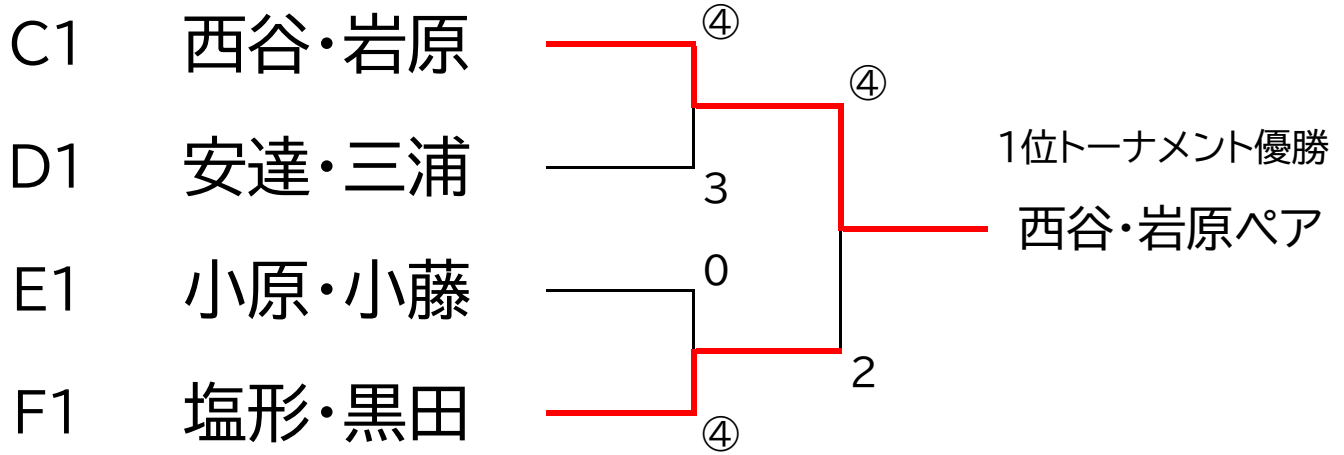 C1 西谷・岩原
④
④
1位トーナメント優勝
D1 安達・三浦
3
西谷・岩原ペア
E1 小原・小藤
0
2
F1 塩形・黒田
④